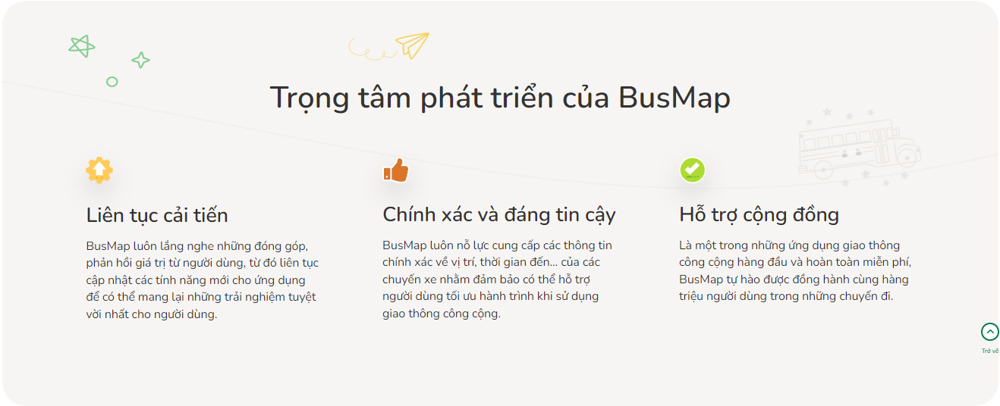 Trọng tâm phát triển của BusMap
Liên tục cải tiến
BusMap luôn lắng nghe những đóng góp,
phản hồi giá trị từ người dùng, từ đó liên tục
cập nhật các tính năng mới cho ứng dụng
để có thể mang lại những trải nghiệm tuyệt
vời nhất cho người dùng.
Chính xác và đáng tin cậy
BusMap luôn nỗ lực cung cấp các thông tin
chính xác về vị trí, thời gian đến... của các
chuyến xe nhằm đảm bảo có thể hỗ trợ
người dùng tối ưu hành trình khi sử dụng
giao thông công cộng.
Hỗ trợ cộng đồng
Là một trong những ứng dụng giao thông
công cộng hàng đầu và hoàn toàn miễn phí,
BusMap tự hào được đồng hành cùng hàng
triệu người dùng trong những chuyến đi.
Trở về